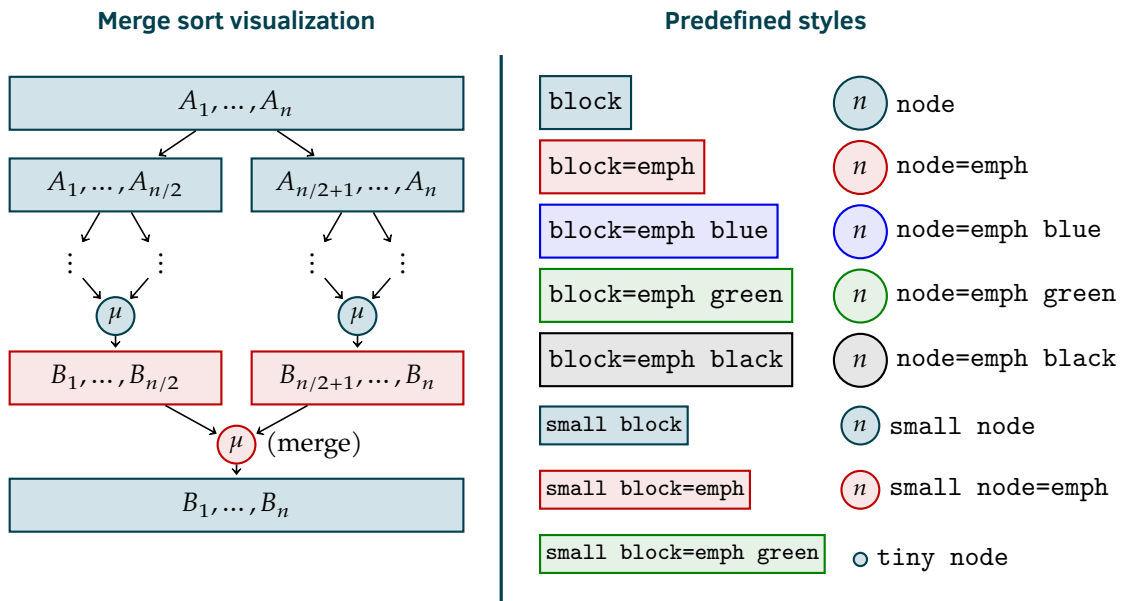 Merge sort visualization
A₁, ..., Aₙ
A₁, ..., Aₙ/₂
Aₙ/₂₊₁, ..., Aₙ
⋮ ⋮ ⋮ ⋮
μ μ
B₁, ..., Bₙ/₂
Bₙ/₂₊₁, ..., Bₙ
μ (merge)
B₁, ..., Bₙ
Predefined styles
block
n node
block=emph
n node=emph
block=emph blue
n node=emph blue
block=emph green
n node=emph green
block=emph black
n node=emph black
small block
n small node
small block=emph
n small node=emph
small block=emph green
tiny node